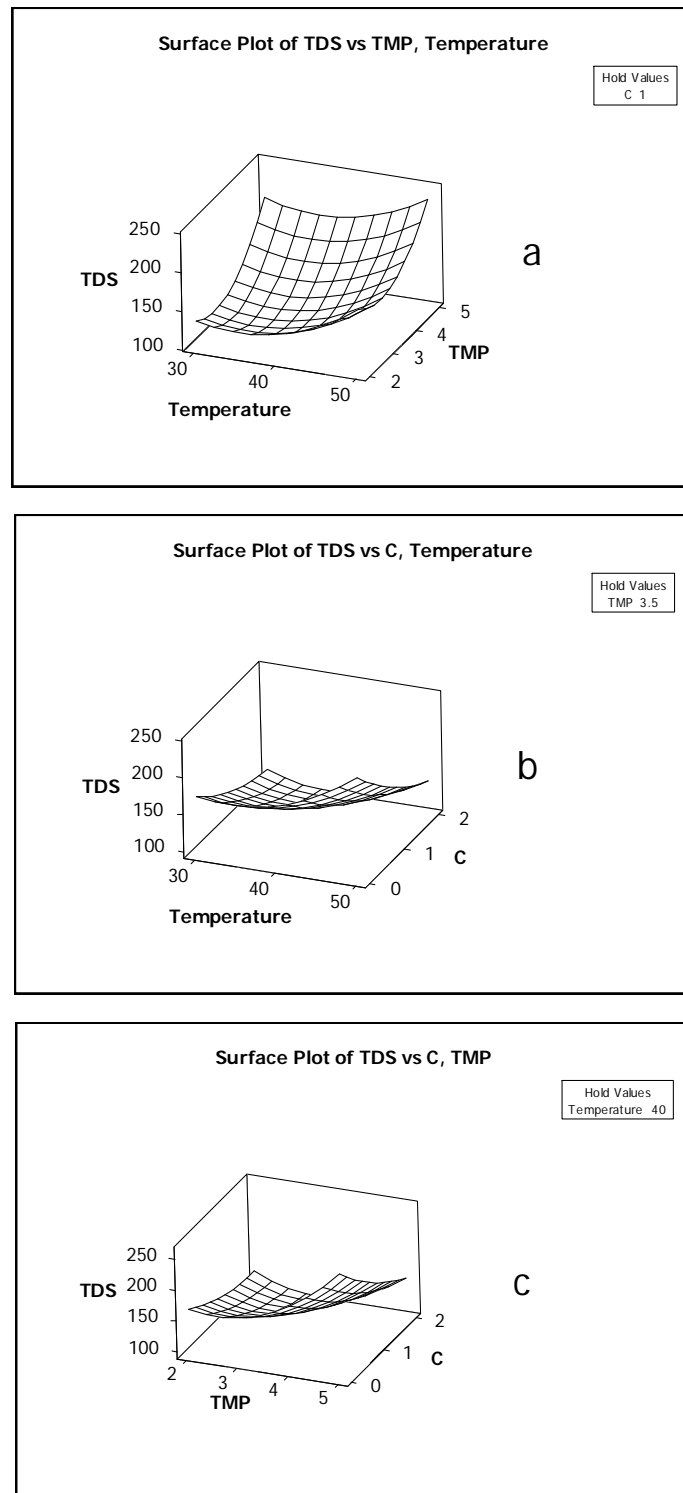 Surface Plot of TDS vs TMP, Temperature
Hold Values
C 1
250
200
TDS
150
100
30
40
50
Temperature
2
3
4
5
TMP
a
Surface Plot of TDS vs C, Temperature
Hold Values
TMP 3.5
250
200
TDS
150
100
30
40
50
Temperature
0
1
2
C
b
Surface Plot of TDS vs C, TMP
Hold Values
Temperature 40
250
200
TDS
150
100
2
3
4
5
TMP
0
1
2
C
c